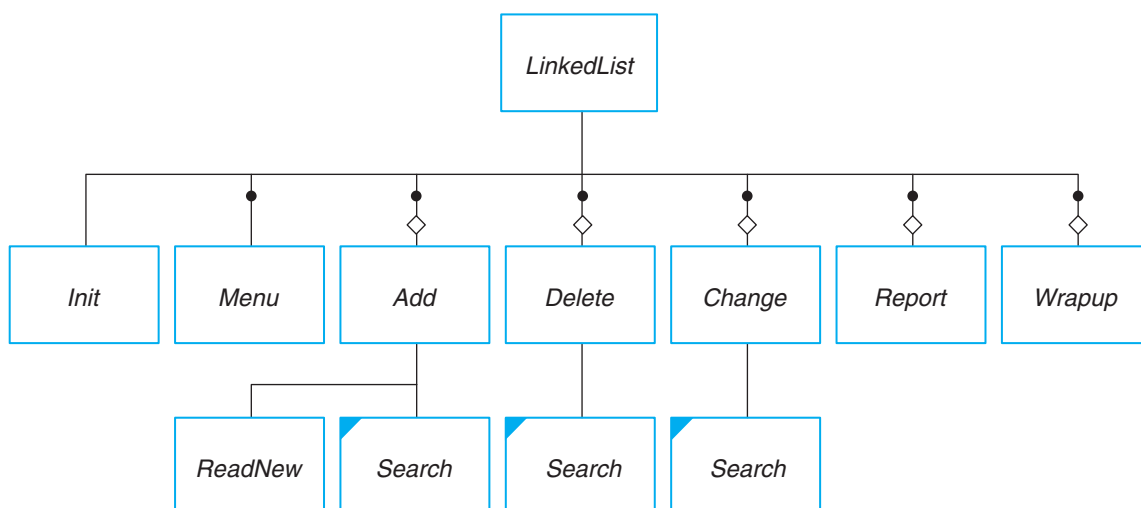 LinkedList
Init
Menu
Add
Delete
Change
Report
Wrapup
ReadNew
Search
Search
Search